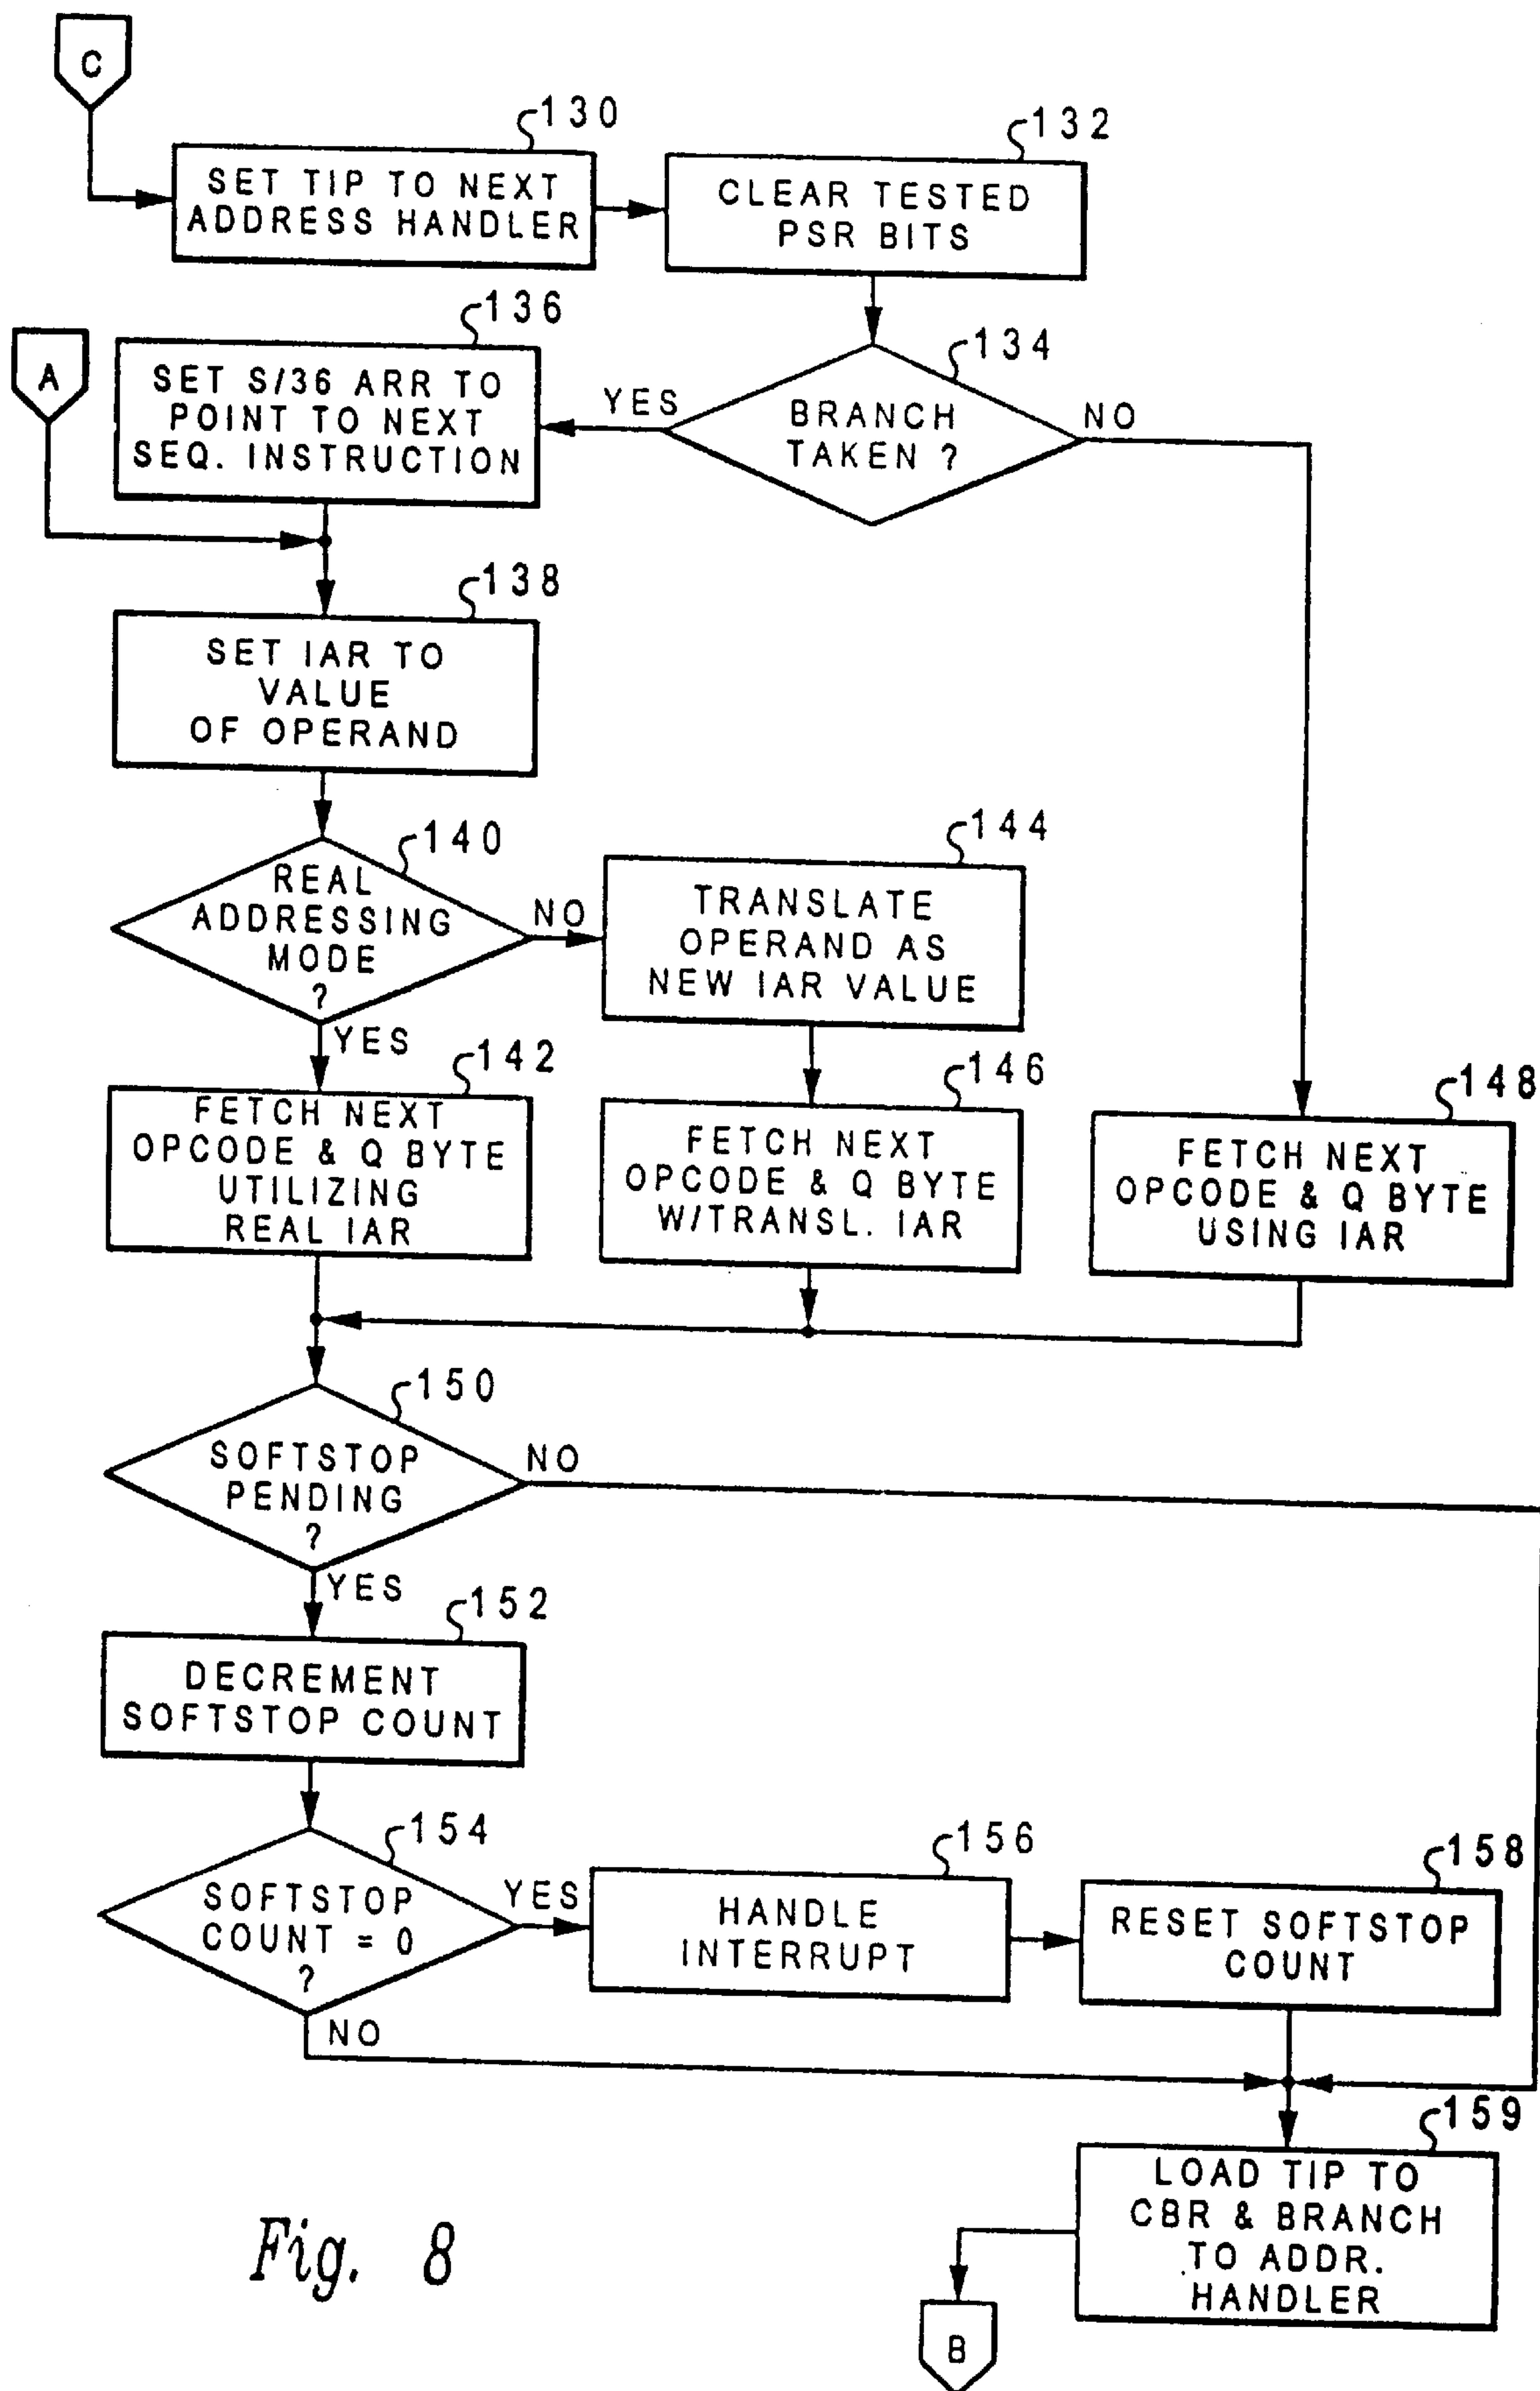 C
130
SET TIP TO NEXT
ADDRESS HANDLER
132
CLEAR TESTED
PSR BITS
134
BRANCH
TAKEN ?
YES
NO
136
SET S/36 ARR TO
POINT TO NEXT
SEQ. INSTRUCTION
A
138
SET IAR TO
VALUE
OF OPERAND
140
REAL
ADDRESSING
MODE
?
NO
YES
144
TRANSLATE
OPERAND AS
NEW IAR VALUE
142
FETCH NEXT
OPCODE & Q BYTE
UTILIZING
REAL IAR
146
FETCH NEXT
OPCODE & Q BYTE
W/TRANSL. IAR
148
FETCH NEXT
OPCODE & Q BYTE
USING IAR
150
SOFTSTOP
PENDING
?
NO
YES
152
DECREMENT
SOFTSTOP COUNT
154
SOFTSTOP
COUNT = 0
?
YES
NO
156
HANDLE
INTERRUPT
158
RESET SOFTSTOP
COUNT
159
LOAD TIP TO
CBR & BRANCH
TO ADDR.
HANDLER
B
Fig. 8